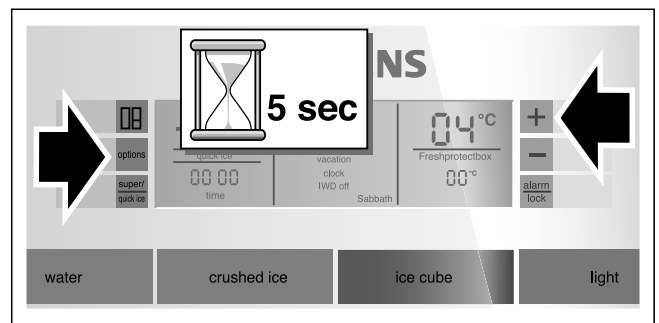 NS
5 sec
04 °C
+
options
quick ice
vacation
Freshprotectbox
−
00 00
clock
00 °C
super/
quick ice
time
IWD off
alarm
lock
Sabbath
water
crushed ice
ice cube
light